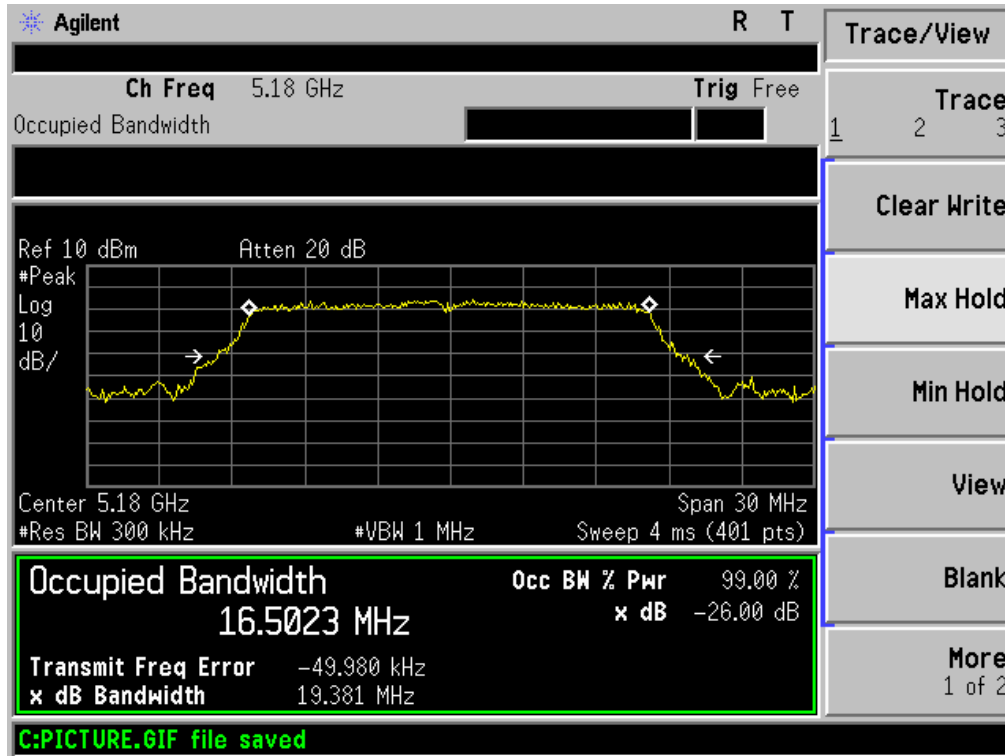 Agilent R T
Ch Freq 5.18 GHz Trig Free
Occupied Bandwidth
Ref 10 dBm Atten 20 dB
#Peak
Log
10
dB/
Center 5.18 GHz Span 30 MHz
#Res BW 300 kHz #VBW 1 MHz Sweep 4 ms (401 pts)
Occupied Bandwidth Occ BW % Pwr 99.00 %
16.5023 MHz x dB -26.00 dB
Transmit Freq Error -49.980 kHz
x dB Bandwidth 19.381 MHz
C:PICTURE.GIF file saved
Trace/View
Trace
1 2 3
Clear Write
Max Hold
Min Hold
View
Blank
More
1 of 2